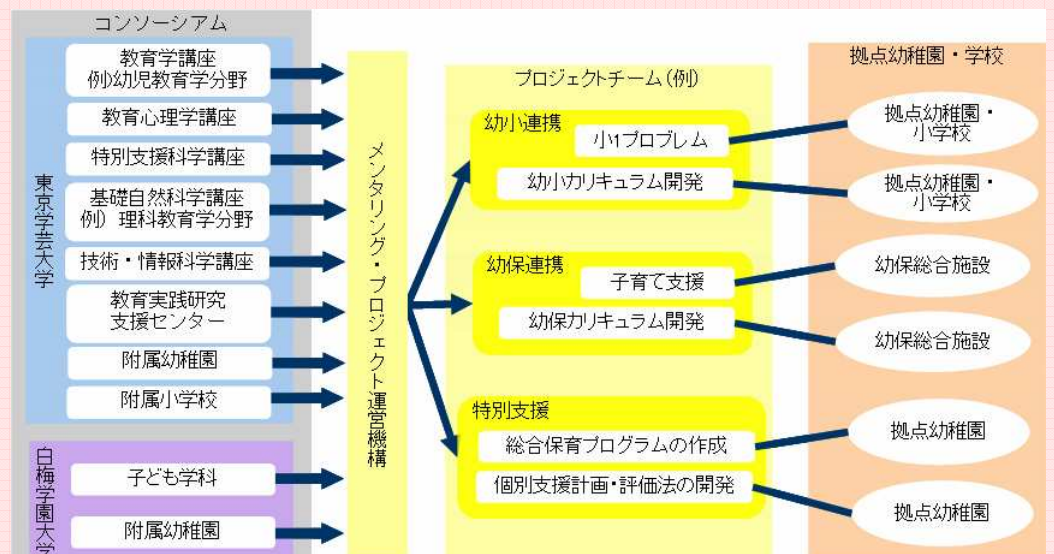 コンソーシアム
東京学芸大学
教育学講座
例)幼児教育学分野
教育心理学講座
特別支援科学講座
基礎自然科学講座
例) 理科教育学分野
技術・情報科学講座
教育実践研究
支援センター
附属幼稚園
附属小学校
白梅学園大学
子ども学科
附属幼稚園
メンタリング・プロジェクト運営機構
プロジェクトチーム(例)
幼小連携
小1プロブレム
幼小カリキュラム開発
幼保連携
子育て支援
幼保カリキュラム開発
特別支援
総合保育プログラムの作成
個別支援計画・評価法の開発
拠点幼稚園・学校
拠点幼稚園・
小学校
拠点幼稚園・
小学校
幼保総合施設
幼保総合施設
拠点幼稚園
拠点幼稚園